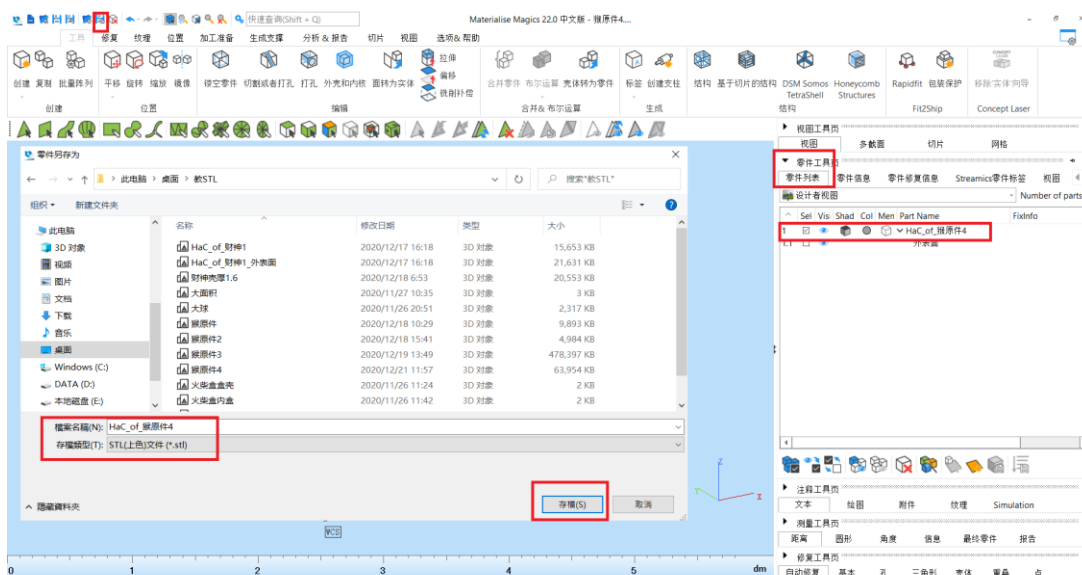 快速查询(Shift + Q)
Materialise Magics 22.0 中文版 - 猴原件4....
工具 修复 纹理 位置 加工准备 生成支撑 分析 & 报告 切片 视图 选项& 帮助
创建 复制 批量阵列 平移 旋转 缩放 镜像 镂空零件 切割或者打孔 打孔 外壳和内核 面转为实体
拉伸
偏移
铣削补偿
合并零件 布尔运算 壳体转为零件 标签 创建支柱 结构 基于切片的结构
DSM Somos
TetraShell
Honeycomb
Structures
Rapidfit 包装保护
移除'实体'向导
创建 位置 编辑 合并& 布尔运算 生成 结构 Fit2Ship Concept Laser
零件另存为
此电脑 > 桌面 > 教STL
搜索"教STL"
组织 新建文件夹
名称 修改日期 类型 大小
HaC_of_财神1 2020/12/17 16:18 3D 对象 15,653 KB
HaC_of_财神1_外表面 2020/12/17 16:18 3D 对象 21,631 KB
财神壳厚1.6 2020/12/18 6:53 3D 对象 20,553 KB
大面积 2020/11/27 10:35 3D 对象 3 KB
大球 2020/11/26 20:51 3D 对象 2,317 KB
猴原件 2020/12/18 10:29 3D 对象 9,893 KB
猴原件2 2020/12/18 15:41 3D 对象 4,984 KB
猴原件3 2020/12/19 13:49 3D 对象 478,397 KB
猴原件4 2020/12/21 11:57 3D 对象 63,954 KB
火柴盒盒壳 2020/11/26 11:24 3D 对象 2 KB
火柴盒内盒 2020/11/26 11:42 3D 对象 2 KB
此电脑
3D 对象
视频
图片
文档
下载
音乐
桌面
Windows (C:)
DATA (D:)
本地磁盘 (E:)
檔案名稱(N): HaC_of_猴原件4
存檔類型(T): STL(上色)文件 (*.stl)
隐藏資料夾
存檔(S)
取消
WCS
Z
Y
X
0 1 2 3 4 5 dm
视图工具页
视图 多截面 切片 网格
零件工具页
零件列表 零件信息 零件修复信息 Streamics零件标签 视图
设计者视图 Number of parts
Sel Visi Shad Col Men Part Name FixInfo
1 HaC_of_猴原件4
1.1 外表面
注释工具页
文本 绘图 附件 纹理 Simulation
测量工具页
距离 圆形 角度 信息 最终零件 报告
修复工具页
自动修复 基本 孔 三角形 壳体 重叠 点